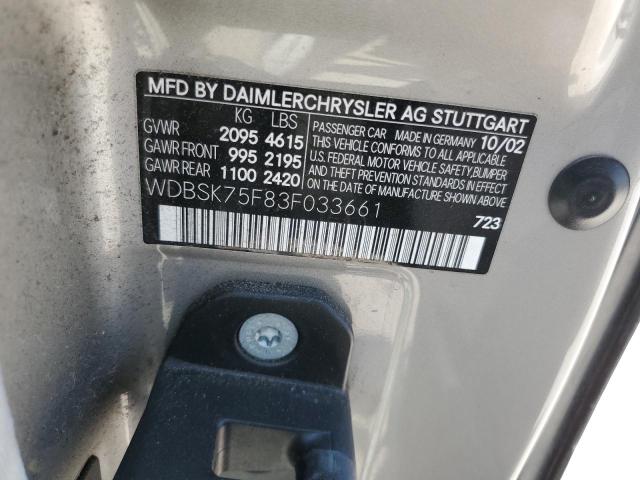 MFD BY DAIMLERCHRYSLER AG STUTTGART
KG LBS
GVWR 2095 4615
GAWR FRONT 995 2195
GAWR REAR 1100 2420
PASSENGER CAR MADE IN GERMANY 10/02
THIS VEHICLE CONFORMS TO ALL APPLICABLE
U.S. FEDERAL MOTOR VEHICLE SAFETY,BUMPER
AND THEFT PREVENTION STANDARDS IN EFFECT
ON THE DATE OF MANUFACTURE SHOWN ABOVE
WDBSK75F83F033661
723